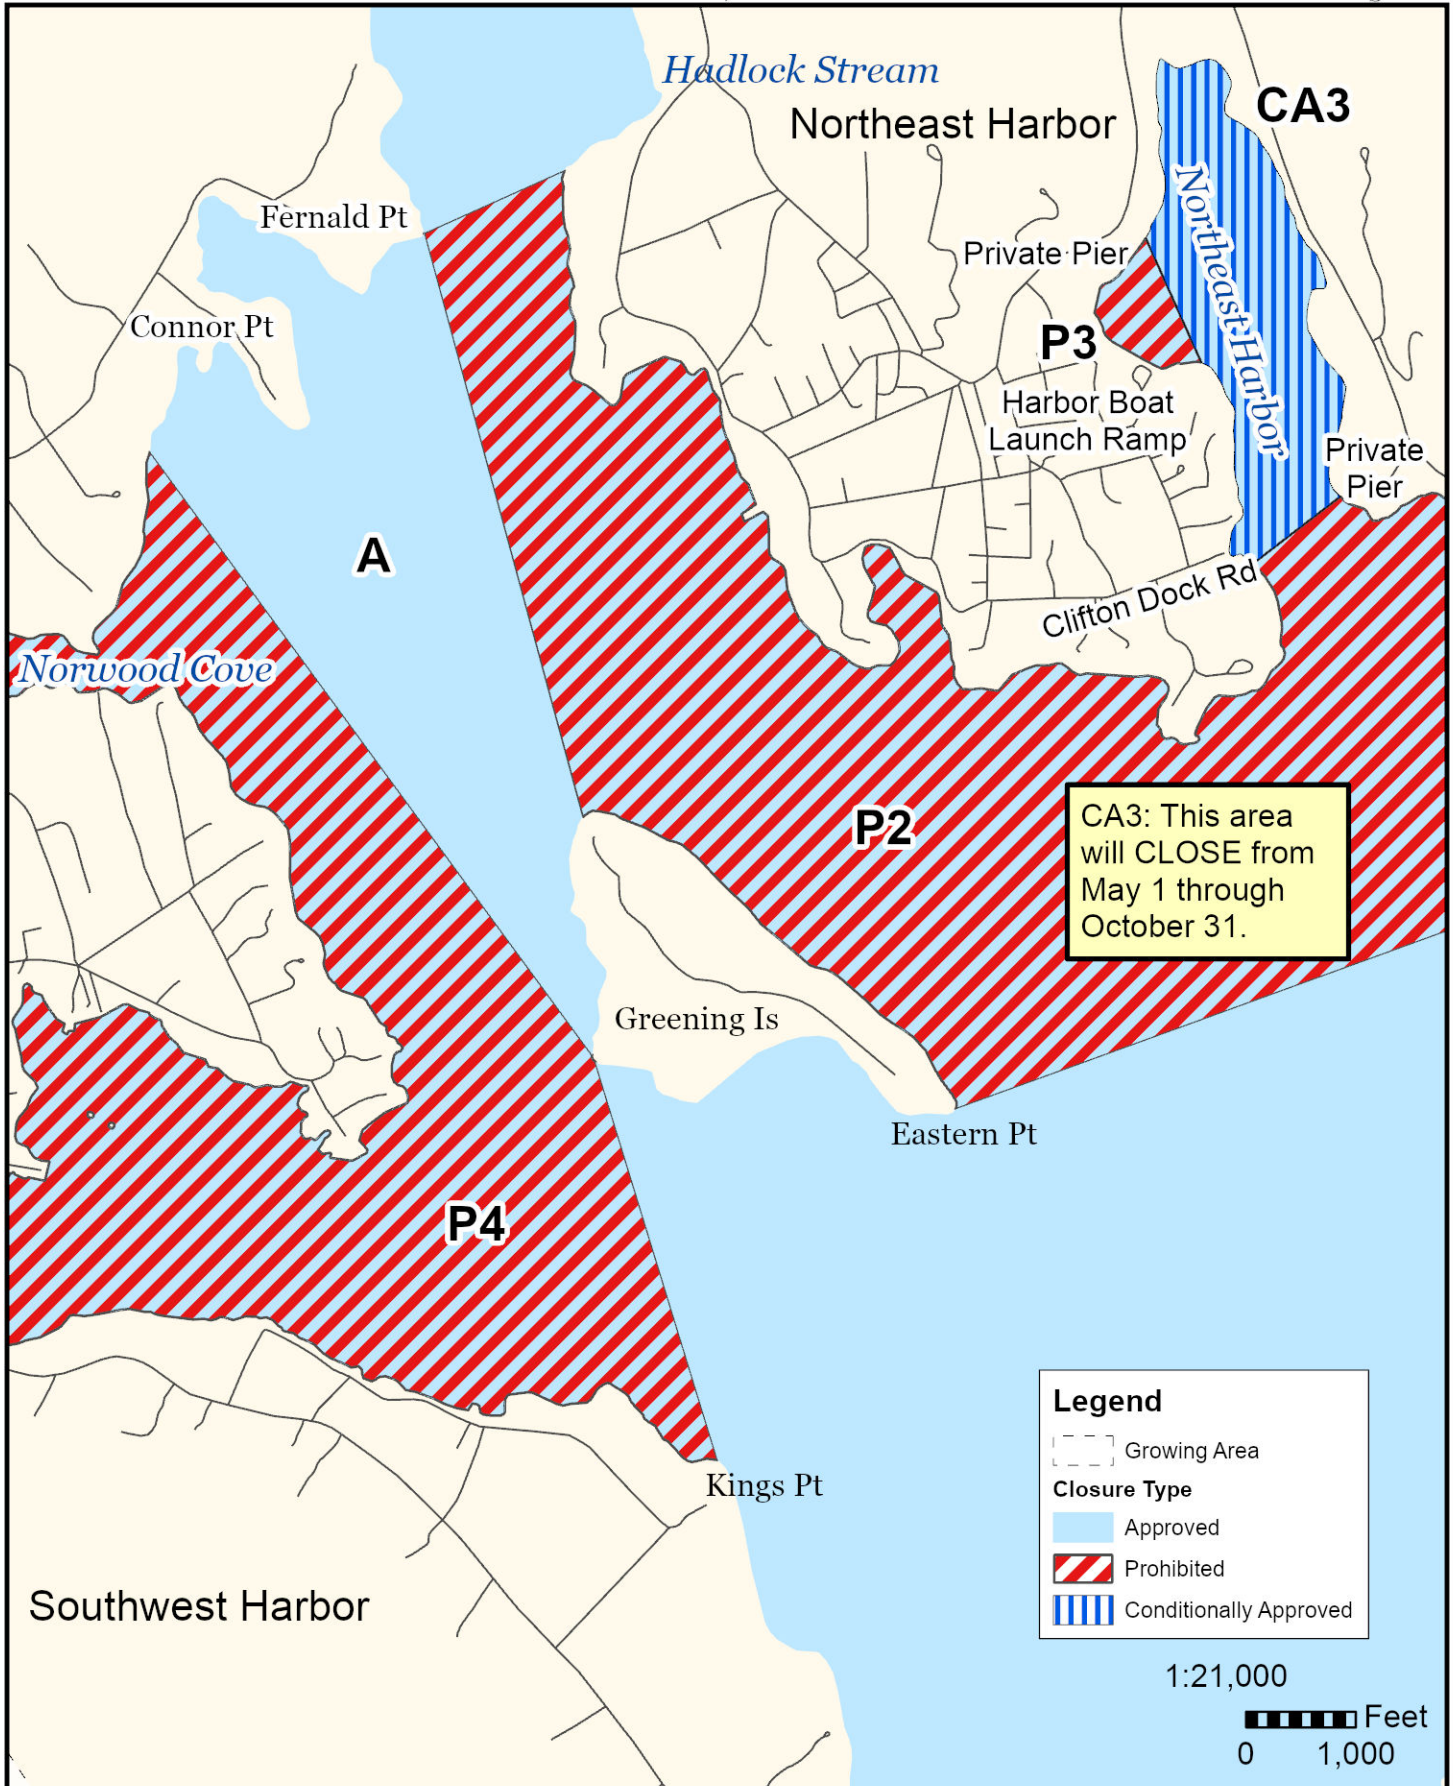 Hadlock Stream
CA3
Northeast Harbor
Northeast Harbor
Fernald Pt
Private Pier
Connor Pt
P3
Harbor Boat
Launch Ramp
Private
Pier
A
Clifton Dock Rd
Norwood Cove
P2
CA3: This area
will CLOSE from
May 1 through
October 31.
Greening Is
Eastern Pt
P4
Kings Pt
Southwest Harbor
Legend
Growing Area
Closure Type
Approved
Prohibited
Conditionally Approved
1:21,000
Feet
0 1,000